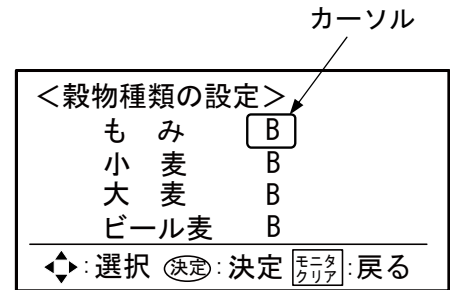 カーソル
＜穀物種類の設定＞
もみ B
小麦 B
大麦 B
ビール麦 B
:選択 決定:決定 モニタクリア:戻る